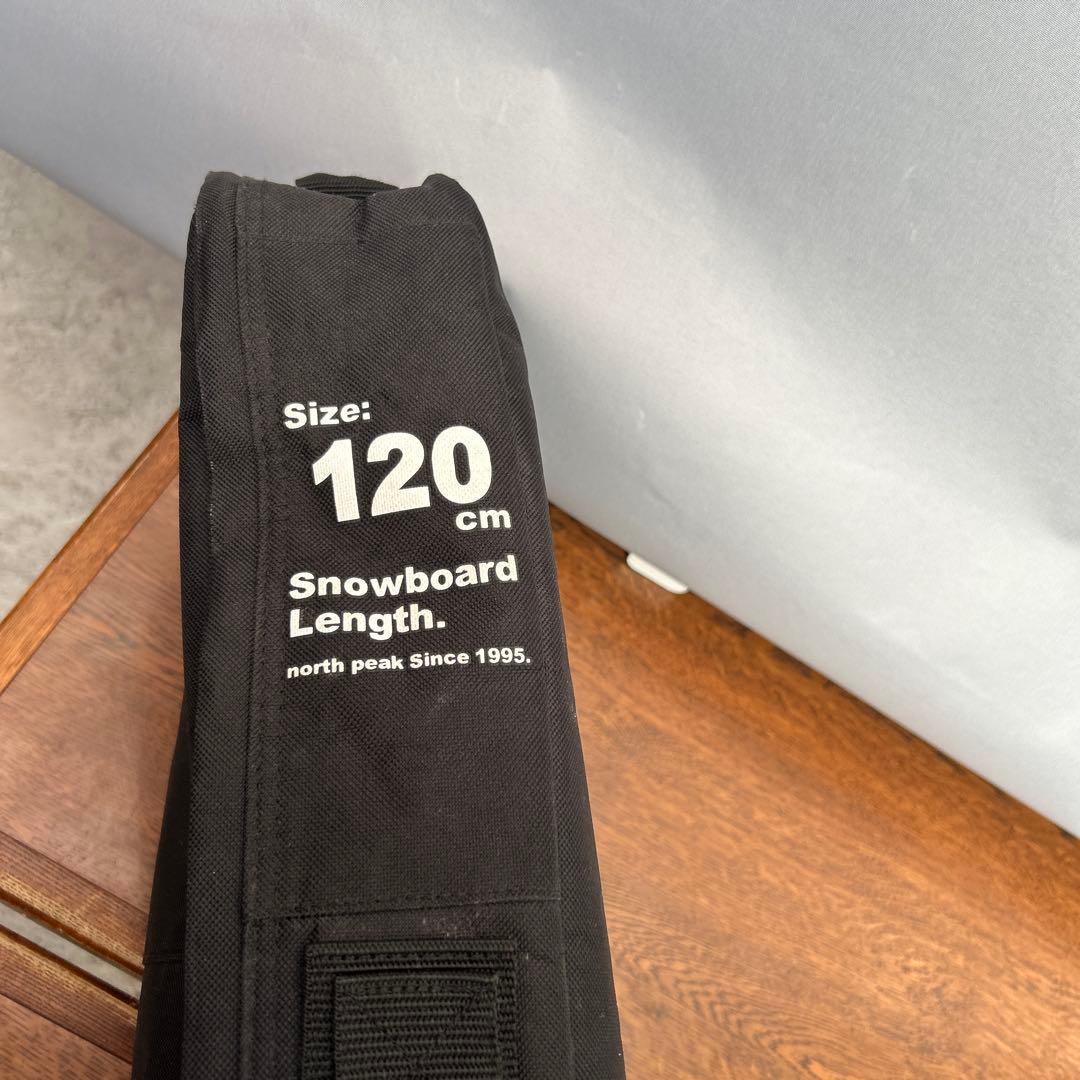 Size:
120
cm
Snowboard
Length.
north peak Since 1995.